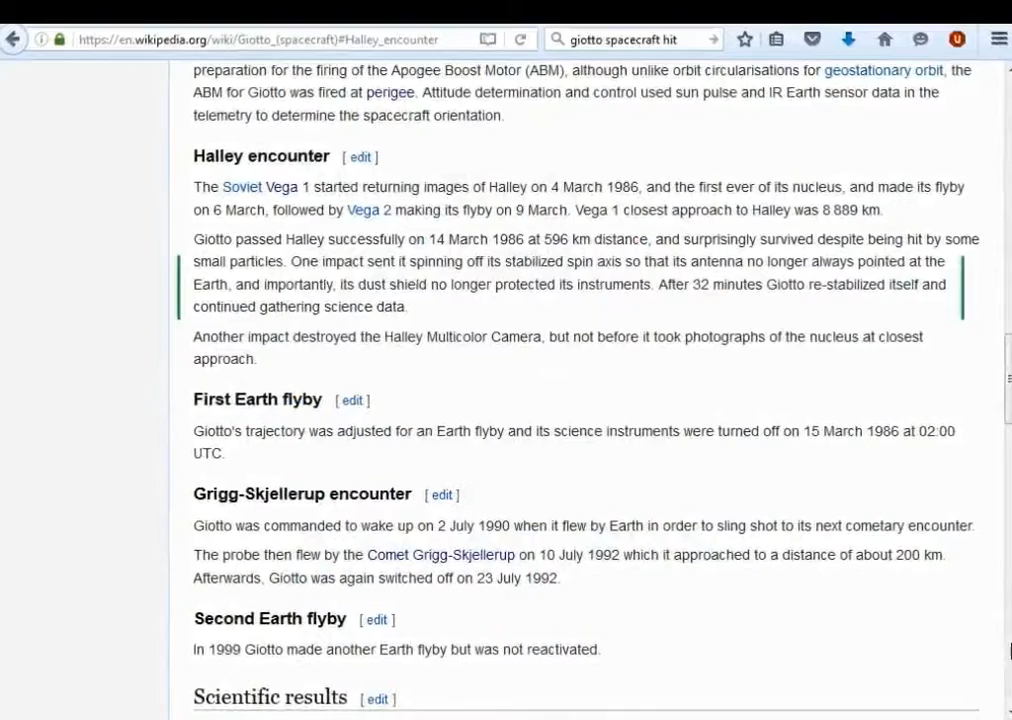 https://en.wikipedia.org/wiki/Giotto_(spacecraft)#Halley_encounter
giotto spacecraft hit
preparation for the firing of the Apogee Boost Motor (ABM), although unlike orbit circularisations for geostationary orbit, the
ABM for Giotto was fired at perigee. Attitude determination and control used sun pulse and IR Earth sensor data in the
telemetry to determine the spacecraft orientation.
Halley encounter [ edit ]
The Soviet Vega 1 started returning images of Halley on 4 March 1986, and the first ever of its nucleus, and made its flyby
on 6 March, followed by Vega 2 making its flyby on 9 March. Vega 1 closest approach to Halley was 8 889 km.
Giotto passed Halley successfully on 14 March 1986 at 596 km distance, and surprisingly survived despite being hit by some
small particles. One impact sent it spinning off its stabilized spin axis so that its antenna no longer always pointed at the
Earth, and importantly, its dust shield no longer protected its instruments. After 32 minutes Giotto re-stabilized itself and
continued gathering science data.
Another impact destroyed the Halley Multicolor Camera, but not before it took photographs of the nucleus at closest
approach.
First Earth flyby [ edit ]
Giotto's trajectory was adjusted for an Earth flyby and its science instruments were turned off on 15 March 1986 at 02:00
UTC.
Grigg-Skjellerup encounter [ edit ]
Giotto was commanded to wake up on 2 July 1990 when it flew by Earth in order to sling shot to its next cometary encounter.
The probe then flew by the Comet Grigg-Skjellerup on 10 July 1992 which it approached to a distance of about 200 km.
Afterwards, Giotto was again switched off on 23 July 1992.
Second Earth flyby [ edit ]
In 1999 Giotto made another Earth flyby but was not reactivated.
Scientific results [ edit ]